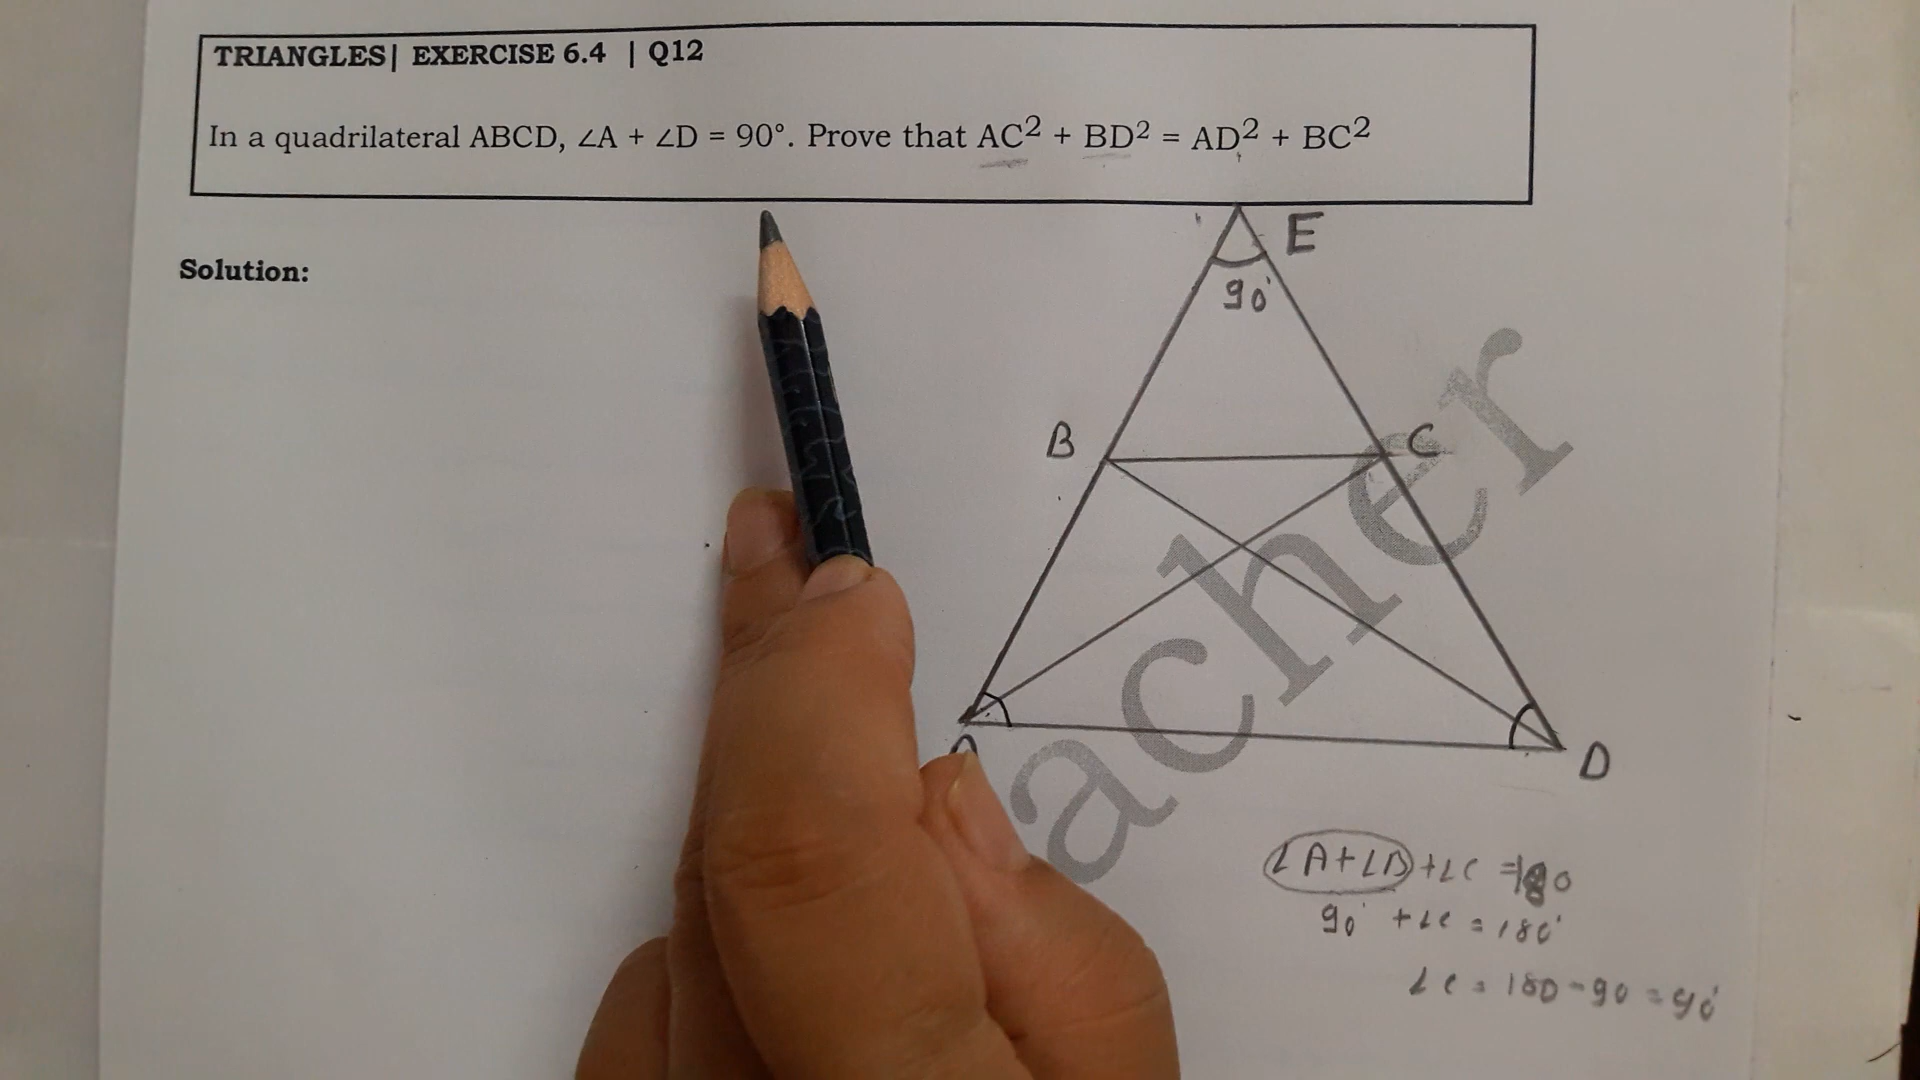 TRIANGLES| EXERCISE 6.4 | Q12
In a quadrilateral ABCD, ∠A + ∠D = 90°. Prove that AC² + BD² = AD² + BC²
Solution:
E
90°
B
C
A
D
acher
∠A+∠D+∠C = 180
90° + ∠C = 180°
∠C = 180 - 90 = 90°